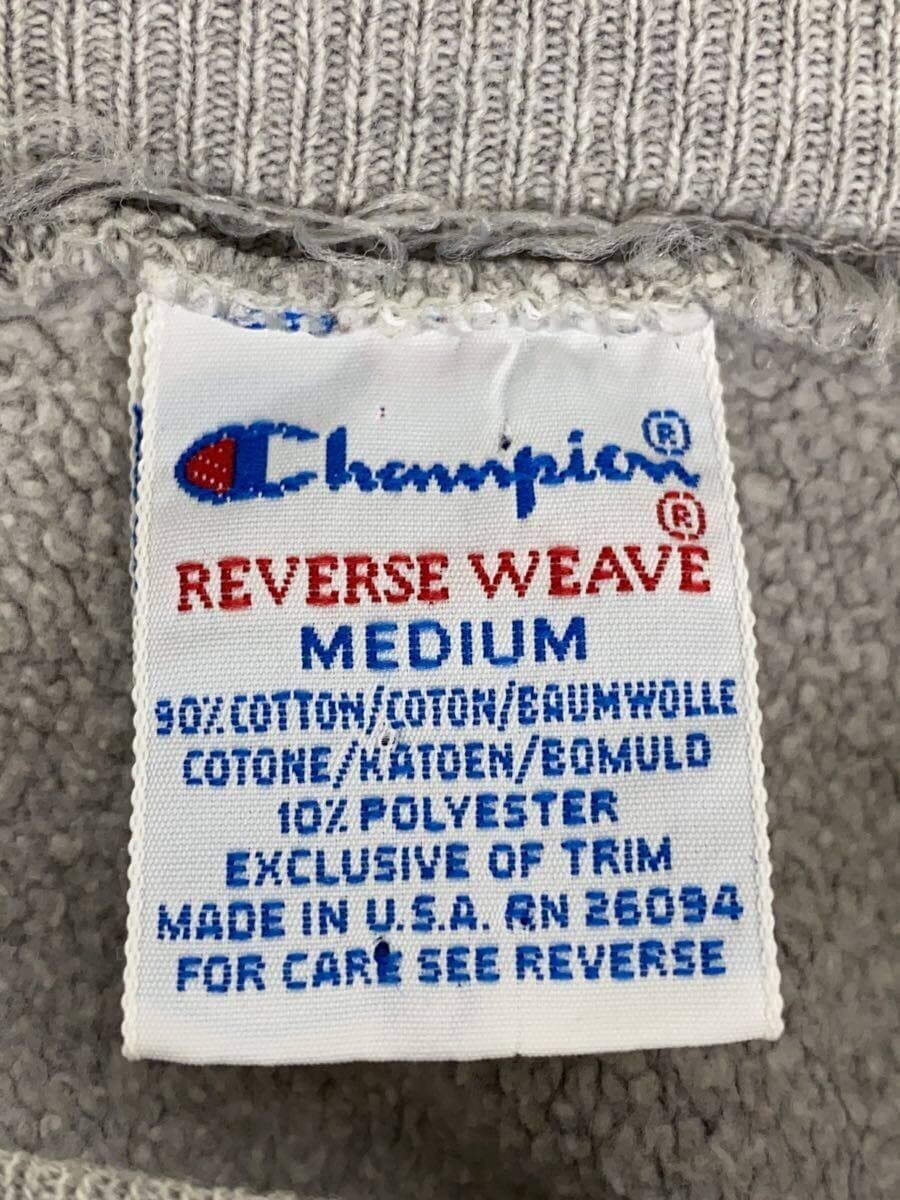 Champion®
REVERSE WEAVE®
MEDIUM
90% COTTON/COTON/BAUMWOLLE
COTONE/KATOEN/BOMULD
10% POLYESTER
EXCLUSIVE OF TRIM
MADE IN U.S.A. RN 26094
FOR CARE SEE REVERSE